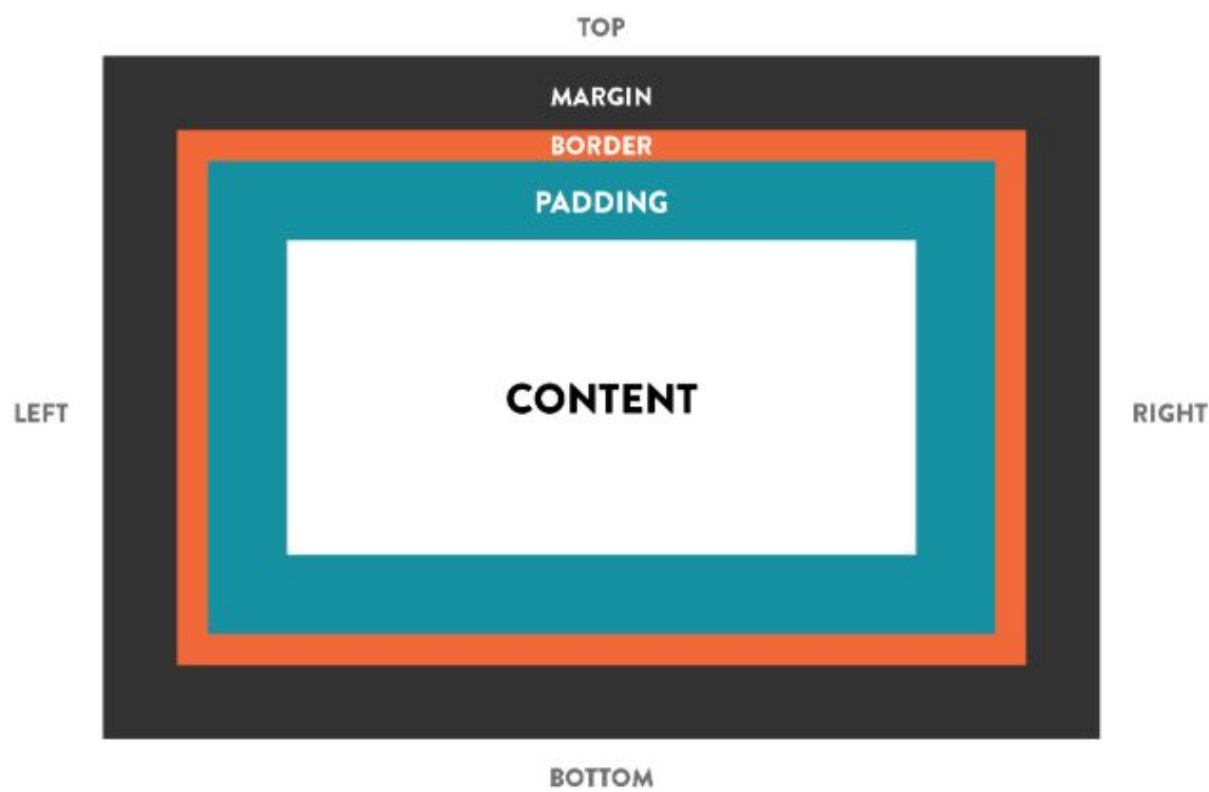 TOP
MARGIN
BORDER
PADDING
CONTENT
LEFT
RIGHT
BOTTOM